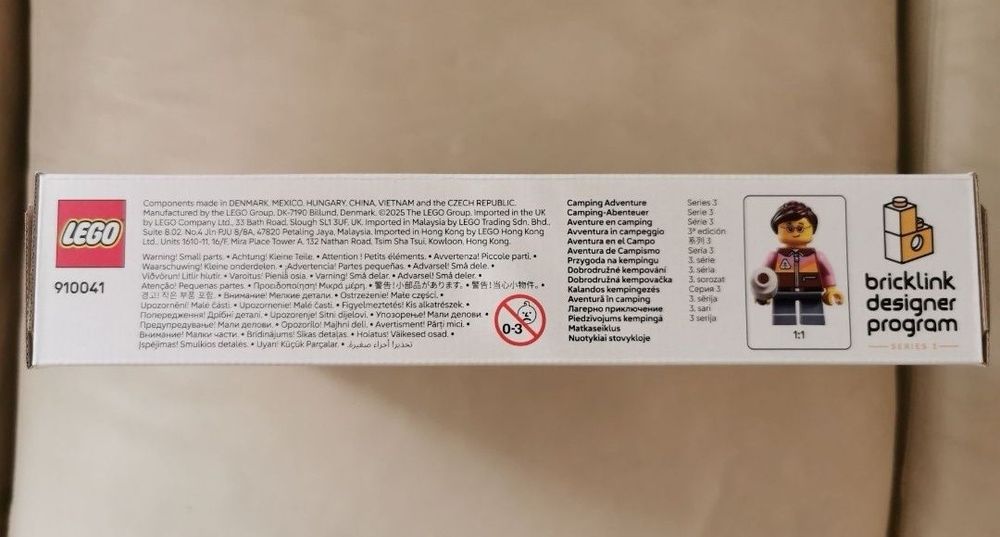 LEGO
910041
Components made in DENMARK, MEXICO, HUNGARY, CHINA, VIETNAM and the CZECH REPUBLIC.
Manufactured by the LEGO Group, DK-7190 Billund, Denmark. ©2025 The LEGO Group. Imported in the UK
by LEGO Company Ltd., 33 Bath Road, Slough SL1 3UF, UK. Imported in Malaysia by LEGO Trading Sdn. Bhd.,
Suite 8.02. No.4 Jln PJU 8/8A, 47820 Petaling Jaya, Malaysia. Imported in Hong Kong by LEGO Hong Kong
Ltd., Units 1610-11, 16/F, Mira Place Tower A, 132 Nathan Road, Tsim Sha Tsui, Kowloon, Hong Kong.
Warning! Small parts. • Achtung! Kleine Teile. • Attention ! Petits éléments. • Avvertenza! Piccole parti. •
Waarschuwing! Kleine onderdelen. • ¡Advertencia! Partes pequeñas. • Advarsel! Små dele. •
Viðvörun! Litlir hlutir. • Varoitus! Pieniä osia. • Varning! Små delar. • Advarsel! Små deler. •
Atenção! Pequenas partes. • Προειδοποίηση! Μικρά μέρη. • 警告!小部品があります。• 警告!当心小物件。•
경고! 작은 부품 포함. • Внимание! Мелкие детали. • Ostrzeżenie! Małe części. •
Upozornění! Malé části. • Upozornenie! Malé časti. • Figyelmeztetés! Kis alkatrészek. •
Попередження! Дрібні деталі. • Upozorenje! Sitni dijelovi. • Упозорење! Мали делови. •
Предупредување! Мали делови. • Opozorilo! Majhni deli. • Avertisment! Părți mici. •
Внимание! Малки части. • Brīdinājums! Sīkas detaļas. • Hoiatus! Väikesed osad. •
Įspėjimas! Smulkios detalės. • Uyarı! Küçük Parçalar. • تحذير! أجزاء صغيرة.
0-3
Camping Adventure Series 3
Camping-Abenteuer Serie 3
Aventure en camping Série 3
Avventura in campeggio 3ª edición
Aventura en el Campo 系列 3
Aventura de Campismo Seria 3
Przygoda na kempingu 3. série
Dobrodružné kempování 3. séria
Dobrodružná kempovačka 3. sorozat
Kalandos kempingezés Серия 3
Aventură în camping 3. sērija
Лагерно приключение 3. sari
Piedzīvojums kempingā 3 serija
Matkaseiklus
Nuotykiai stovykloje
1:1
bricklink
designer
program
SERIES 3